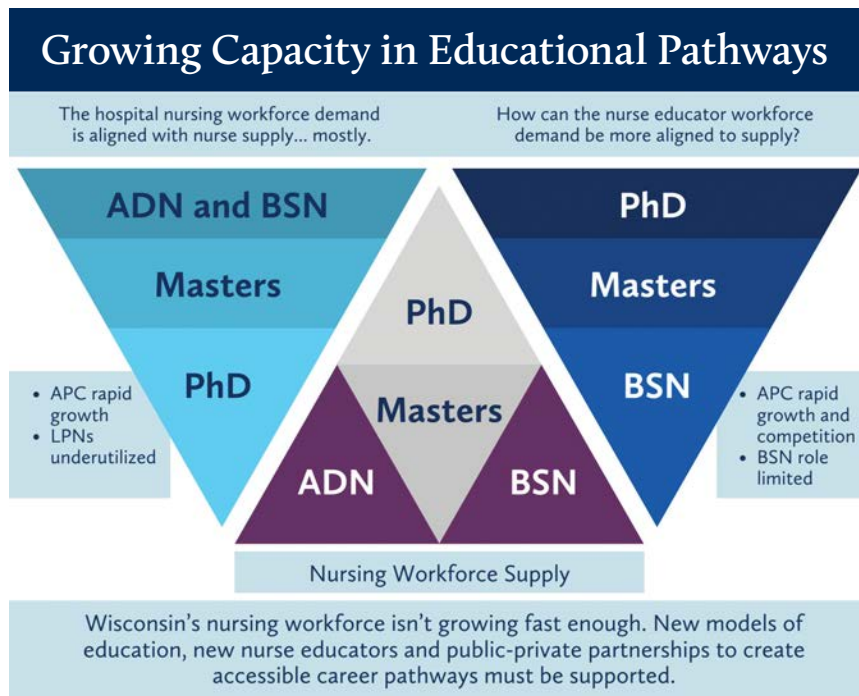 Growing Capacity in Educational Pathways
The hospital nursing workforce demand
is aligned with nurse supply... mostly.
How can the nurse educator workforce
demand be more aligned to supply?
ADN and BSN
Masters
PhD
• APC rapid
growth
• LPNs
underutilized
PhD
Masters
ADN
BSN
PhD
Masters
BSN
• APC rapid
growth and
competition
• BSN role
limited
Nursing Workforce Supply
Wisconsin's nursing workforce isn't growing fast enough. New models of
education, new nurse educators and public-private partnerships to create
accessible career pathways must be supported.